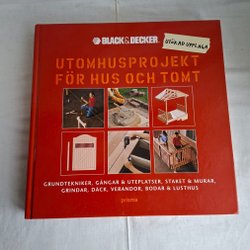 BLACK&DECKER
UTÖKAD UPPLAGA
UTOMHUSPROJEKT
FÖR HUS OCH TOMT
GRUNDTEKNIKER, GÅNGAR & UTEPLATSER, STAKET & MURAR,
GRINDAR, DÄCK, VERANDOR, BODAR & LUSTHUS
prisma